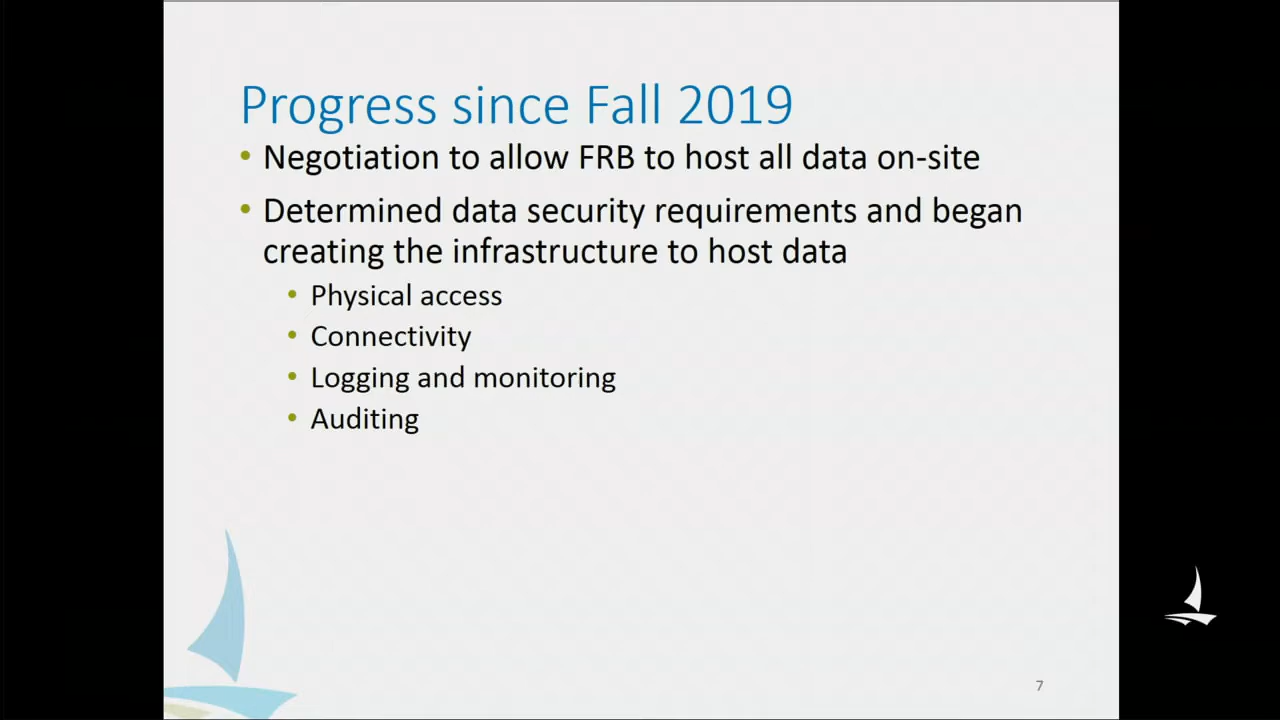 Progress since Fall 2019
• Negotiation to allow FRB to host all data on-site
• Determined data security requirements and began
creating the infrastructure to host data
• Physical access
• Connectivity
• Logging and monitoring
• Auditing
7